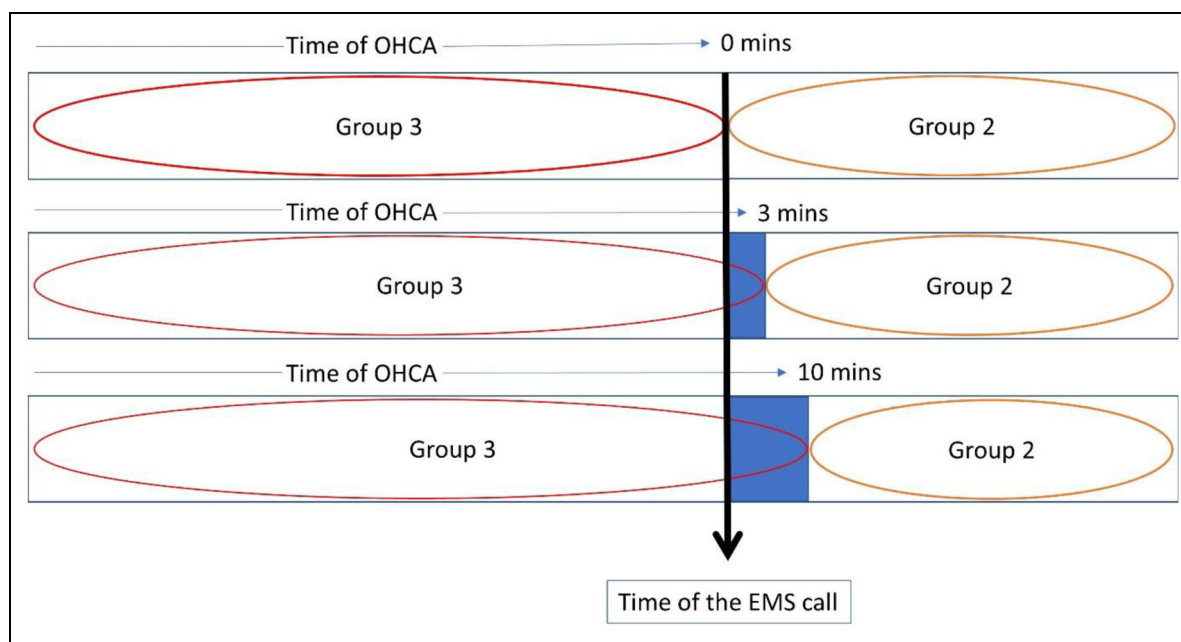 Time of OHCA 0 mins
Group 3 Group 2
Time of OHCA 3 mins
Group 3 Group 2
Time of OHCA 10 mins
Group 3 Group 2
Time of the EMS call